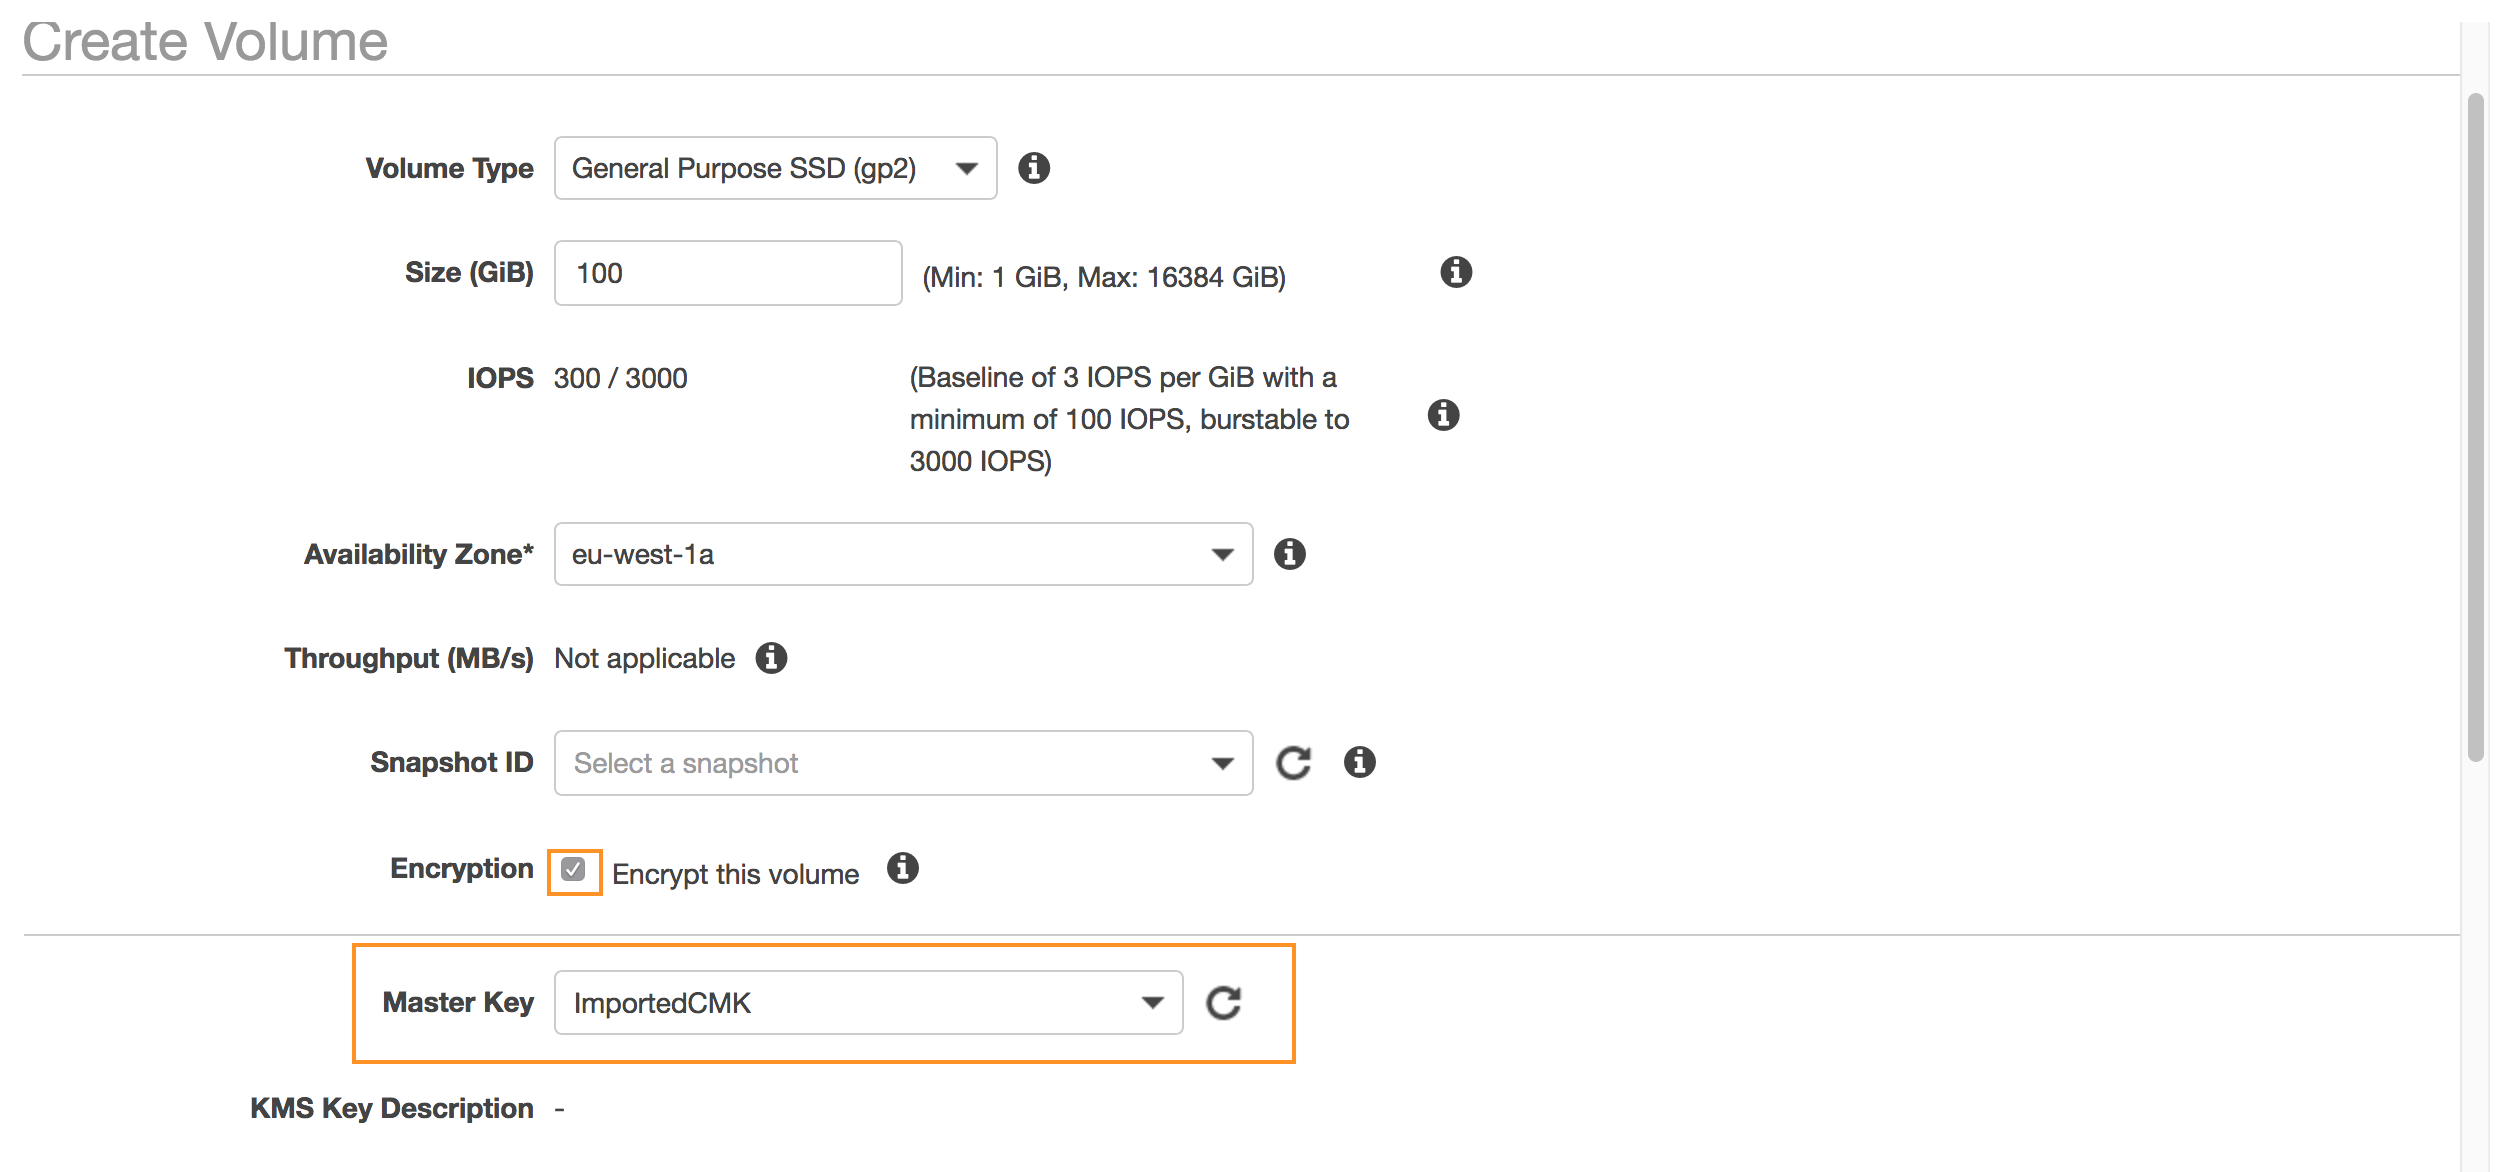 Create Volume
Volume Type General Purpose SSD (gp2)
Size (GiB) 100 (Min: 1 GiB, Max: 16384 GiB)
IOPS 300 / 3000 (Baseline of 3 IOPS per GiB with a
minimum of 100 IOPS, burstable to
3000 IOPS)
Availability Zone* eu-west-1a
Throughput (MB/s) Not applicable
Snapshot ID Select a snapshot
Encryption Encrypt this volume
Master Key ImportedCMK
KMS Key Description -